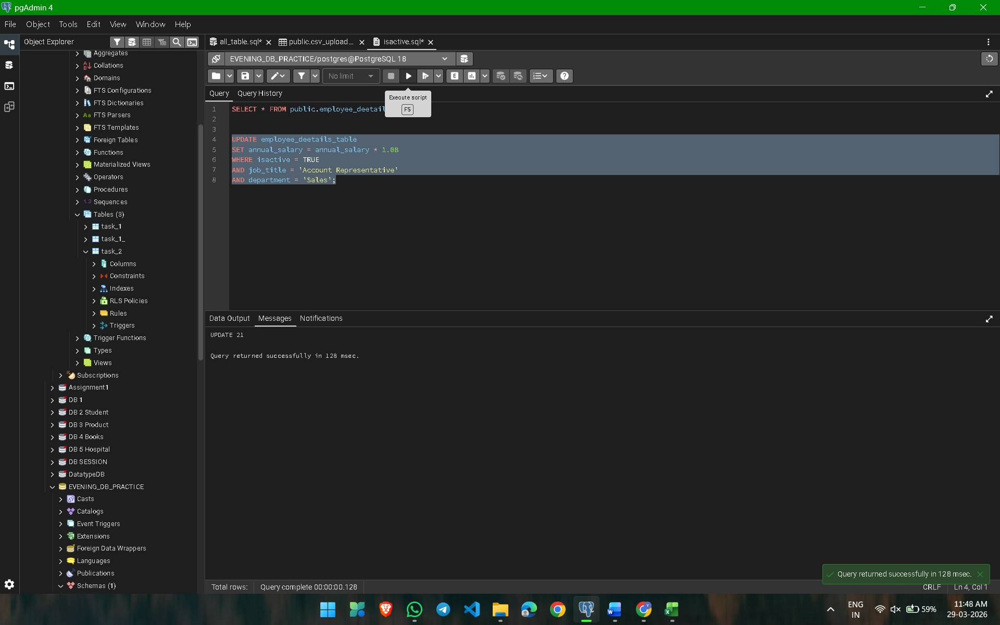 pgAdmin 4
File Object Tools Edit View Window Help
Object Explorer
all_table.sql*
public.csv_upload...
isactive.sql*
EVENING_DB_PRACTICE/postgres@PostgreSQL 18
No limit
E
Query Query History
Execute script
F5
1 SELECT * FROM public.employee_deetail
2
3
4 UPDATE employee_deetails_table
5 SET annual_salary = annual_salary * 1.08
6 WHERE isactive = TRUE
7 AND job_title = 'Account Representative'
8 AND department = 'Sales';
Data Output Messages Notifications
UPDATE 21
Query returned successfully in 128 msec.
Aggregates
Collations
Domains
FTS Configurations
FTS Dictionaries
Aa FTS Parsers
FTS Templates
Foreign Tables
Functions
Materialized Views
Operators
Procedures
1..3 Sequences
Tables (3)
task_1
task_1_
task_2
Columns
Constraints
Indexes
RLS Policies
Rules
Triggers
Trigger Functions
Types
Views
Subscriptions
Assignment1
DB 1
DB 2 Student
DB 3 Product
DB 4 Books
DB 5 Hospital
DB SESSION
DatatypeDB
EVENING_DB_PRACTICE
Casts
Catalogs
Event Triggers
Extensions
Foreign Data Wrappers
Languages
Publications
Schemas (1)
Query returned successfully in 128 msec.
Total rows: Query complete 00:00:00.128
CRLF Ln 4, Col 1
ENG
IN
59%
11:48 AM
29-03-2026